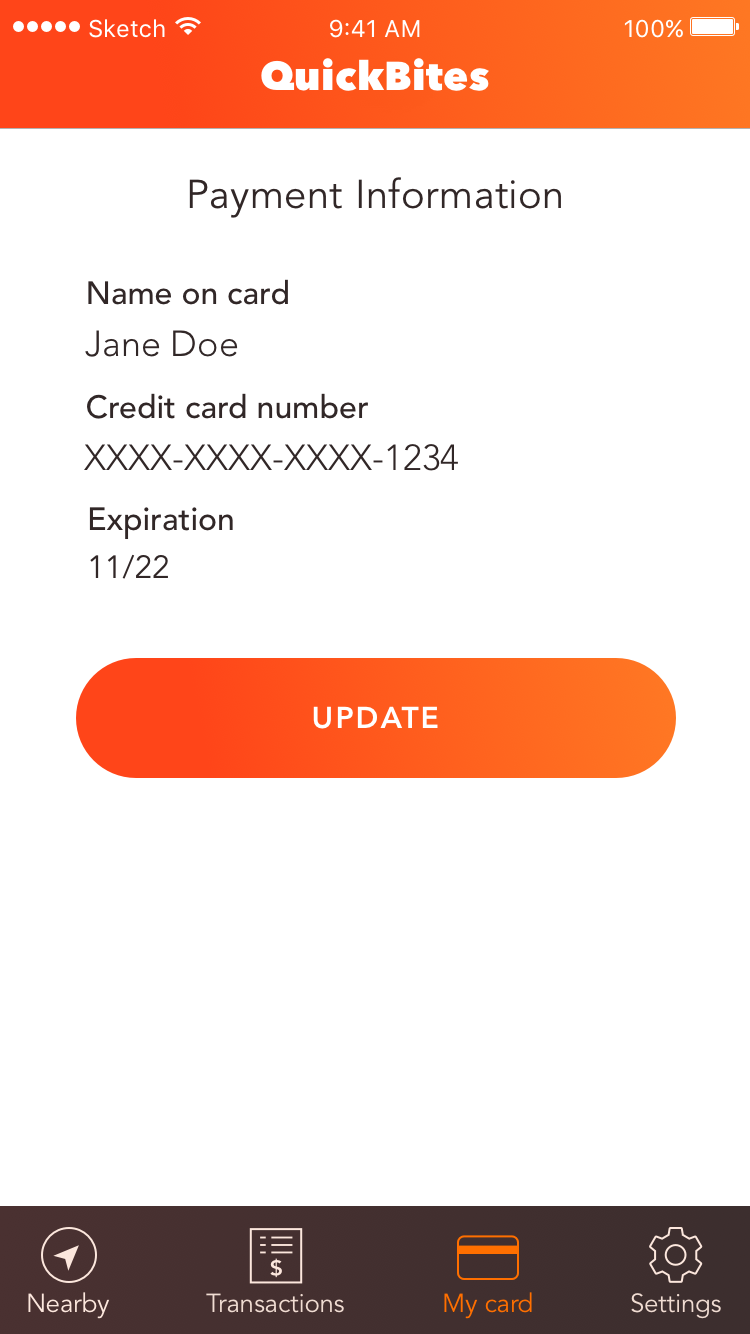 Sketch 9:41 AM 100%
QuickBites
Payment Information
Name on card
Jane Doe
Credit card number
XXXX-XXXX-XXXX-1234
Expiration
11/22
UPDATE
$
Nearby Transactions My card Settings